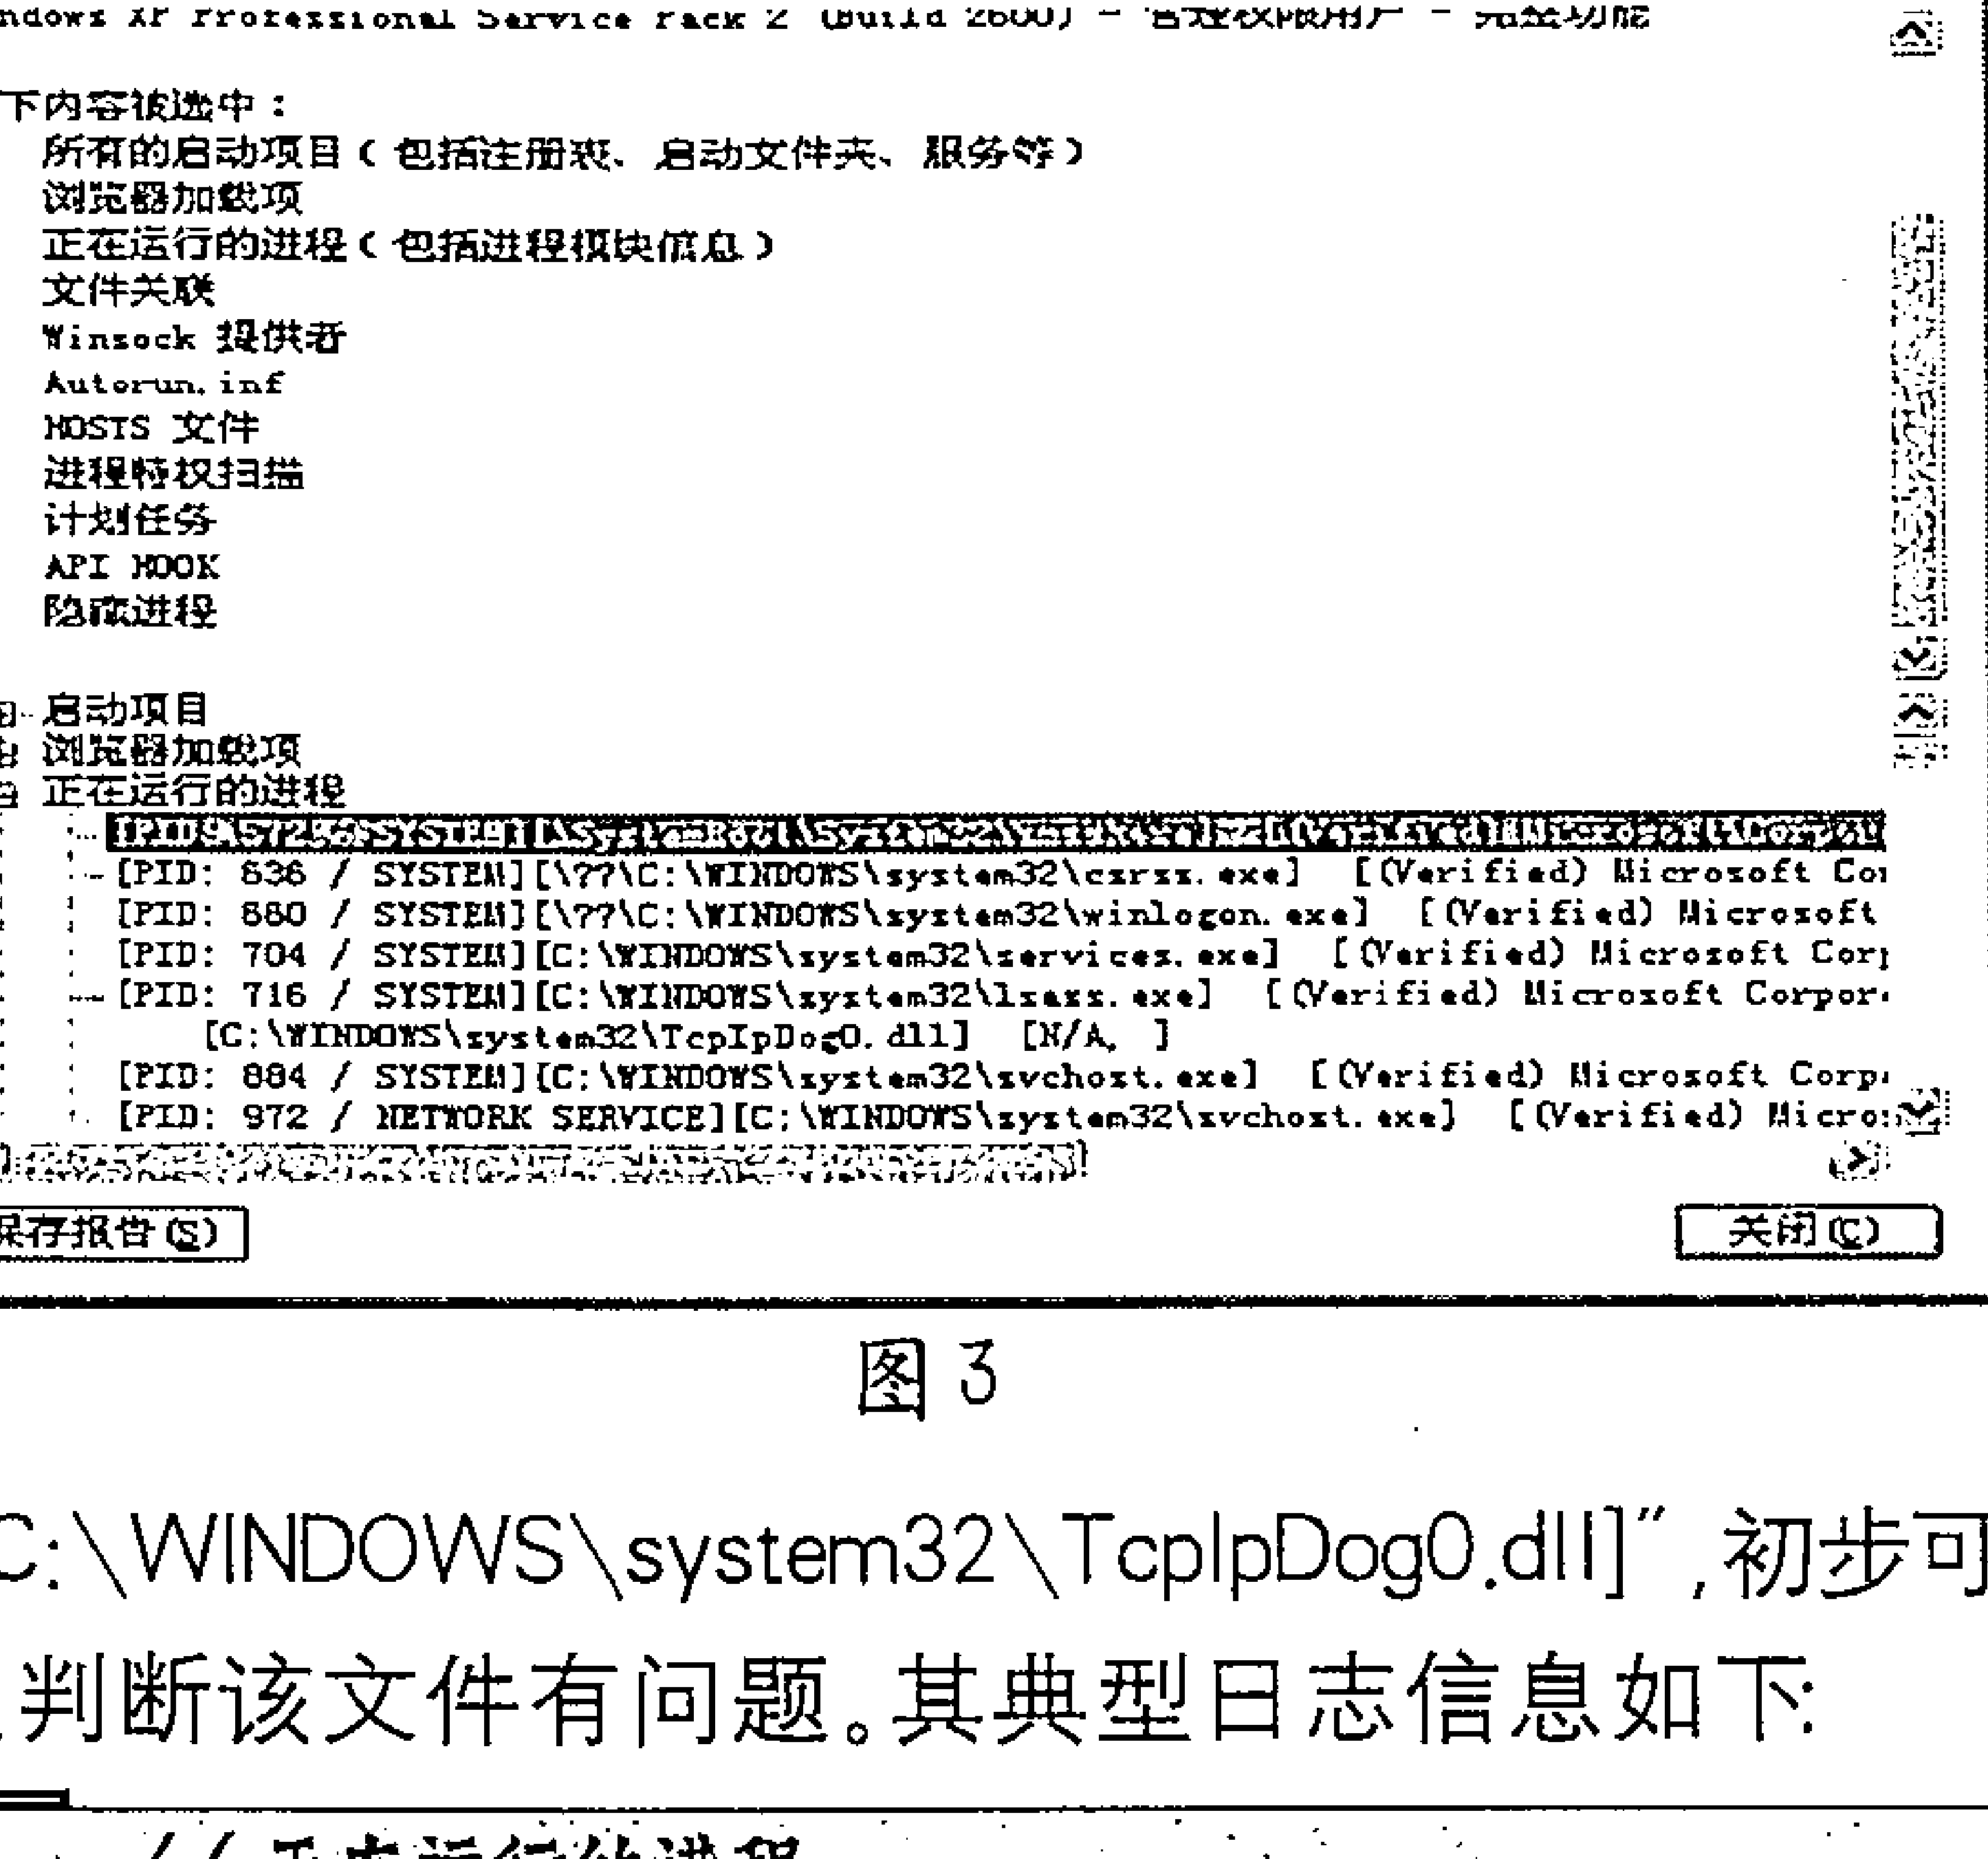 ndows XP Professional Service Pack 2 (Build 2600) - 管理权限用户 - 完全功能
下内容被选中：
所有的启动项目（包括注册表、启动文件夹、服务等）
浏览器加载项
正在运行的进程（包括进程模块信息）
文件关联
Winsock 提供者
Autorun.inf
HOSTS 文件
进程特权扫描
计划任务
API HOOK
隐藏进程
启动项目
浏览器加载项
正在运行的进程
[PID: 636 / SYSTEM][\??\C:\WINDOWS\system32\csrss.exe] [(Verified) Microsoft Cor
[PID: 660 / SYSTEM][\??\C:\WINDOWS\system32\winlogon.exe] [(Verified) Microsoft
[PID: 704 / SYSTEM][C:\WINDOWS\system32\services.exe] [(Verified) Microsoft Corp
[PID: 716 / SYSTEM][C:\WINDOWS\system32\lsass.exe] [(Verified) Microsoft Corpor
[C:\WINDOWS\system32\TcpIpDog0.dll] [N/A, ]
[PID: 884 / SYSTEM][C:\WINDOWS\system32\svchost.exe] [(Verified) Microsoft Corp
[PID: 972 / NETWORK SERVICE][C:\WINDOWS\system32\svchost.exe] [(Verified) Micros
保存报告(S)
关闭(C)
图 3
C:\WINDOWS\system32\TcpIpDog0.dll]”,初步可
判断该文件有问题。其典型日志信息如下:
// 正在运行的进程